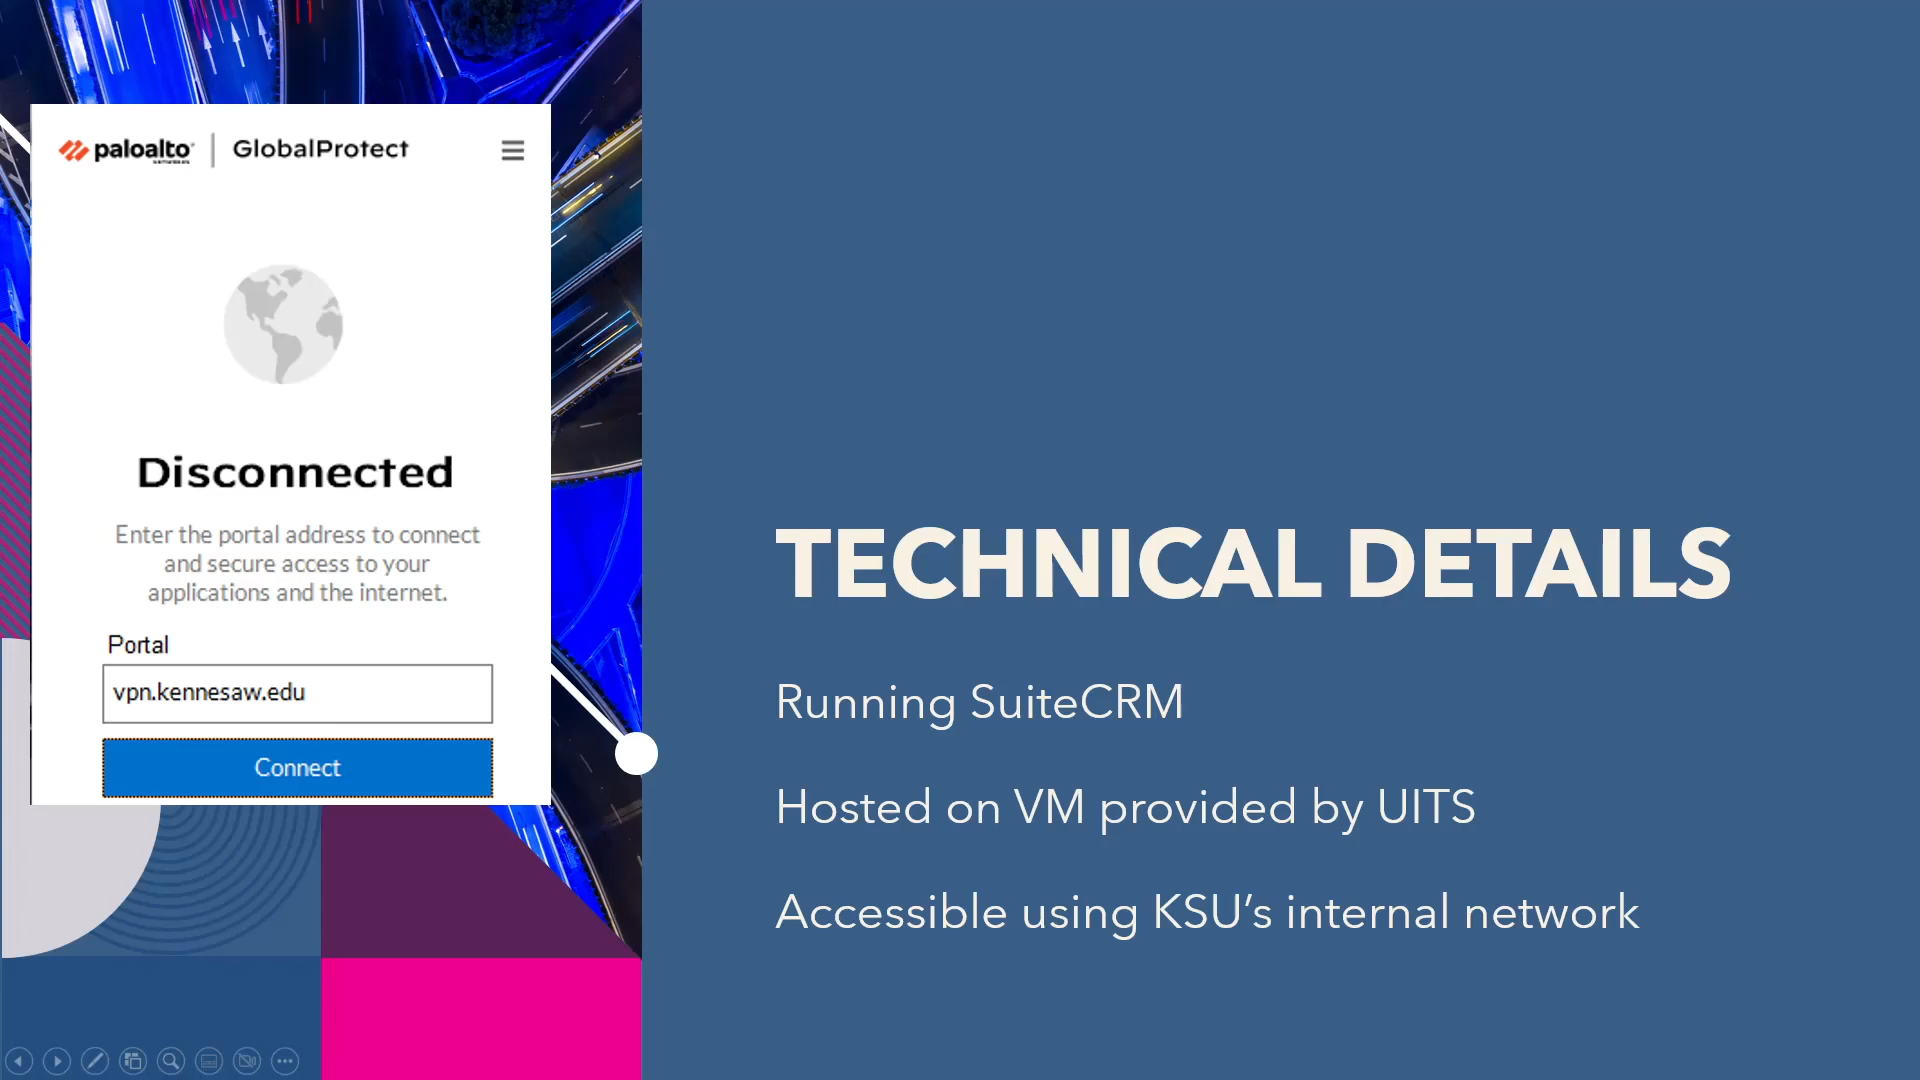 paloalto | GlobalProtect
Disconnected
Enter the portal address to connect
and secure access to your
applications and the internet.
Portal
vpn.kennesaw.edu
Connect
TECHNICAL DETAILS
Running SuiteCRM
Hosted on VM provided by UITS
Accessible using KSU’s internal network